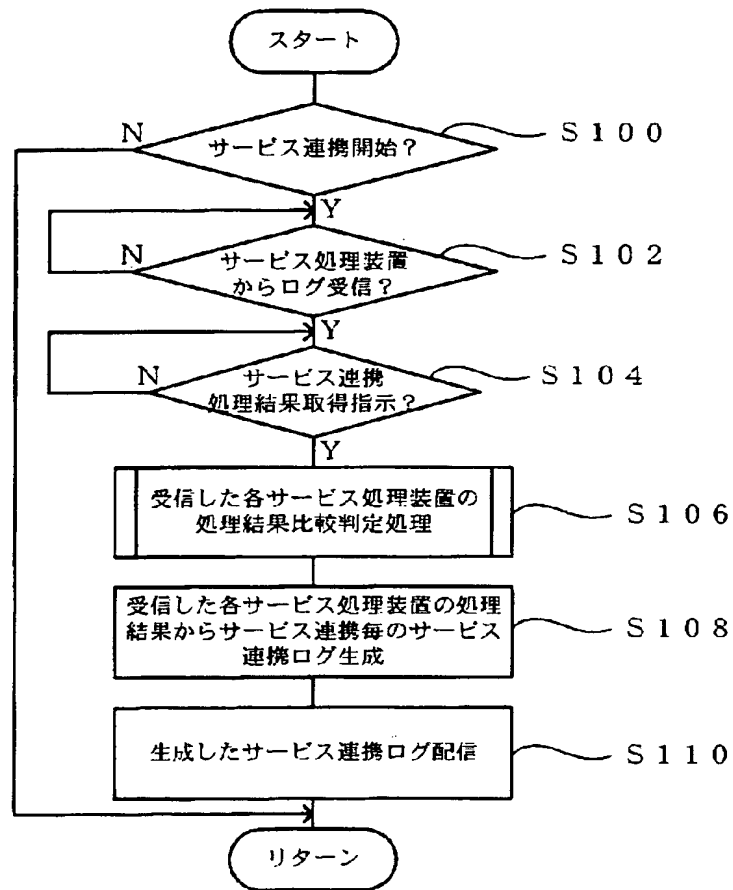 スタート
N
サービス連携開始？
S100
Y
N
サービス処理装置
からログ受信？
S102
Y
N
サービス連携
処理結果取得指示？
S104
Y
受信した各サービス処理装置の
処理結果比較判定処理
S106
受信した各サービス処理装置の処理
結果からサービス連携毎のサービス
連携ログ生成
S108
生成したサービス連携ログ配信
S110
リターン